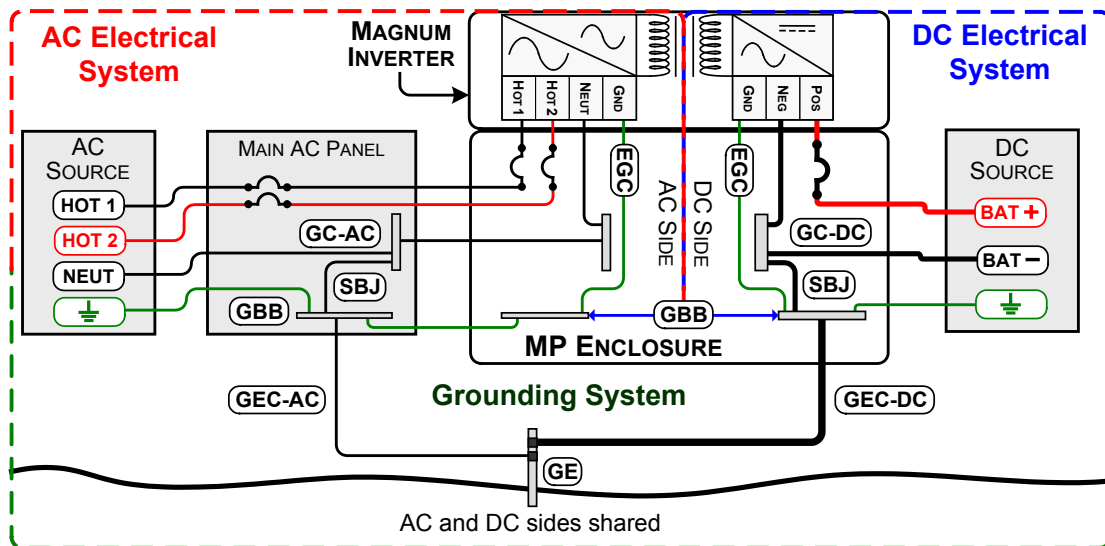 AC Electrical
System
MAGNUM
INVERTER
DC Electrical
System
HOT 1
HOT 2
NEUT
GND
GND
NEG
POS
AC
SOURCE
HOT 1
HOT 2
NEUT
MAIN AC PANEL
GC-AC
SBJ
GBB
EGC
AC SIDE
DC SIDE
EGC
GC-DC
SBJ
GBB
MP ENCLOSURE
DC
SOURCE
BAT +
BAT –
GEC-AC
Grounding System
GEC-DC
GE
AC and DC sides shared